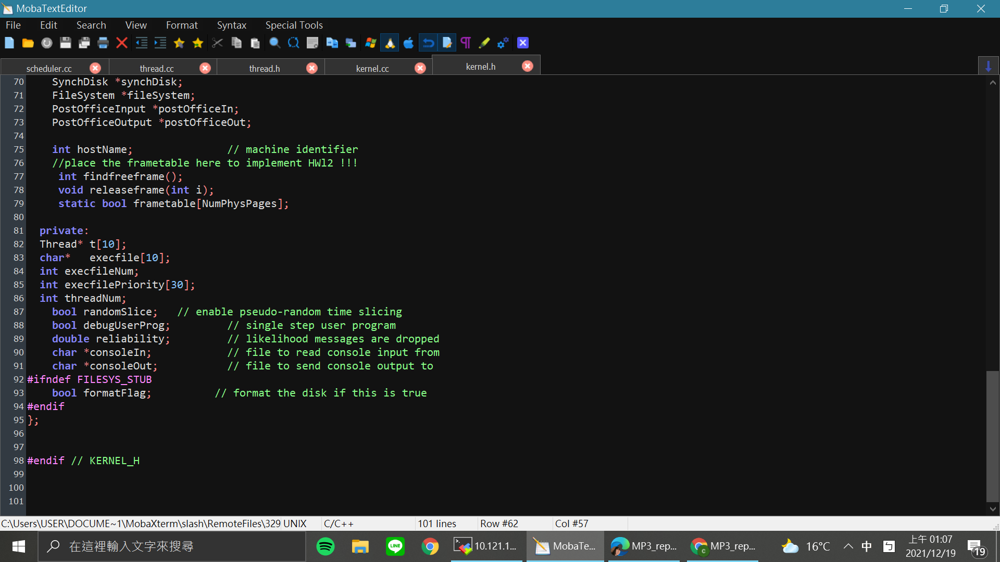 MobaTextEditor
File Edit Search View Format Syntax Special Tools
scheduler.cc thread.cc thread.h kernel.cc kernel.h
70 SynchDisk *synchDisk;
71 FileSystem *fileSystem;
72 PostOfficeInput *postOfficeIn;
73 PostOfficeOutput *postOfficeOut;
74
75 int hostName; // machine identifier
76 //place the frametable here to implement HWl2 !!!
77 int findfreeframe();
78 void releaseframe(int i);
79 static bool frametable[NumPhysPages];
80
81 private:
82 Thread* t[10];
83 char* execfile[10];
84 int execfileNum;
85 int execfilePriority[30];
86 int threadNum;
87 bool randomSlice; // enable pseudo-random time slicing
88 bool debugUserProg; // single step user program
89 double reliability; // likelihood messages are dropped
90 char *consoleIn; // file to read console input from
91 char *consoleOut; // file to send console output to
92 #ifndef FILESYS_STUB
93 bool formatFlag; // format the disk if this is true
94 #endif
95 };
96
97
98 #endif // KERNEL_H
99
100
101
C:\Users\USER\DOCUME~1\MobaXterm\slash\RemoteFiles\329 UNIX C/C++ 101 lines Row #62 Col #57
在這裡輸入文字來搜尋 LINE 10.121.1... MobaTe... MP3_rep... C MP3_rep... 16°C 中 ㄅ 上午 01:07
2021/12/19 19